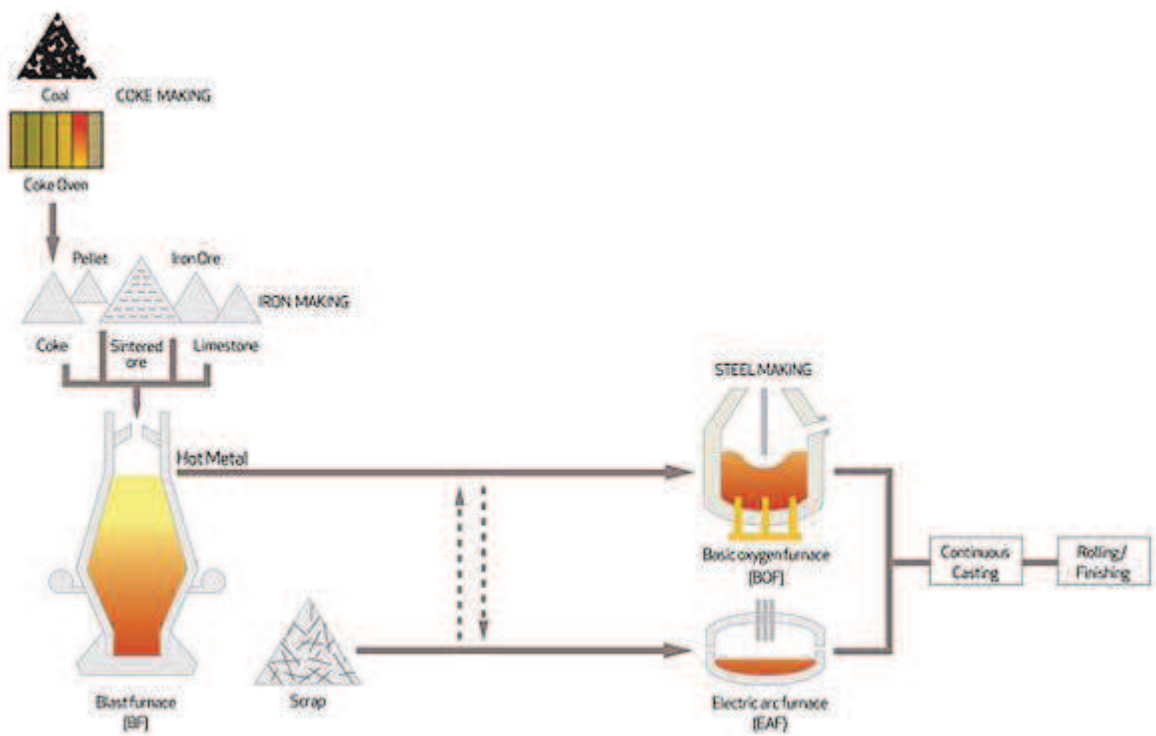 Coal
COKE MAKING
Coke Oven
Pellet
Iron Ore
IRON MAKING
Coke
Sintered
ore
Limestone
STEEL MAKING
Hot Metal
Basic oxygen furnace
(BOF)
Continuous
Casting
Rolling/
Finishing
Blast furnace
(BF)
Scrap
Electric arc furnace
(EAF)